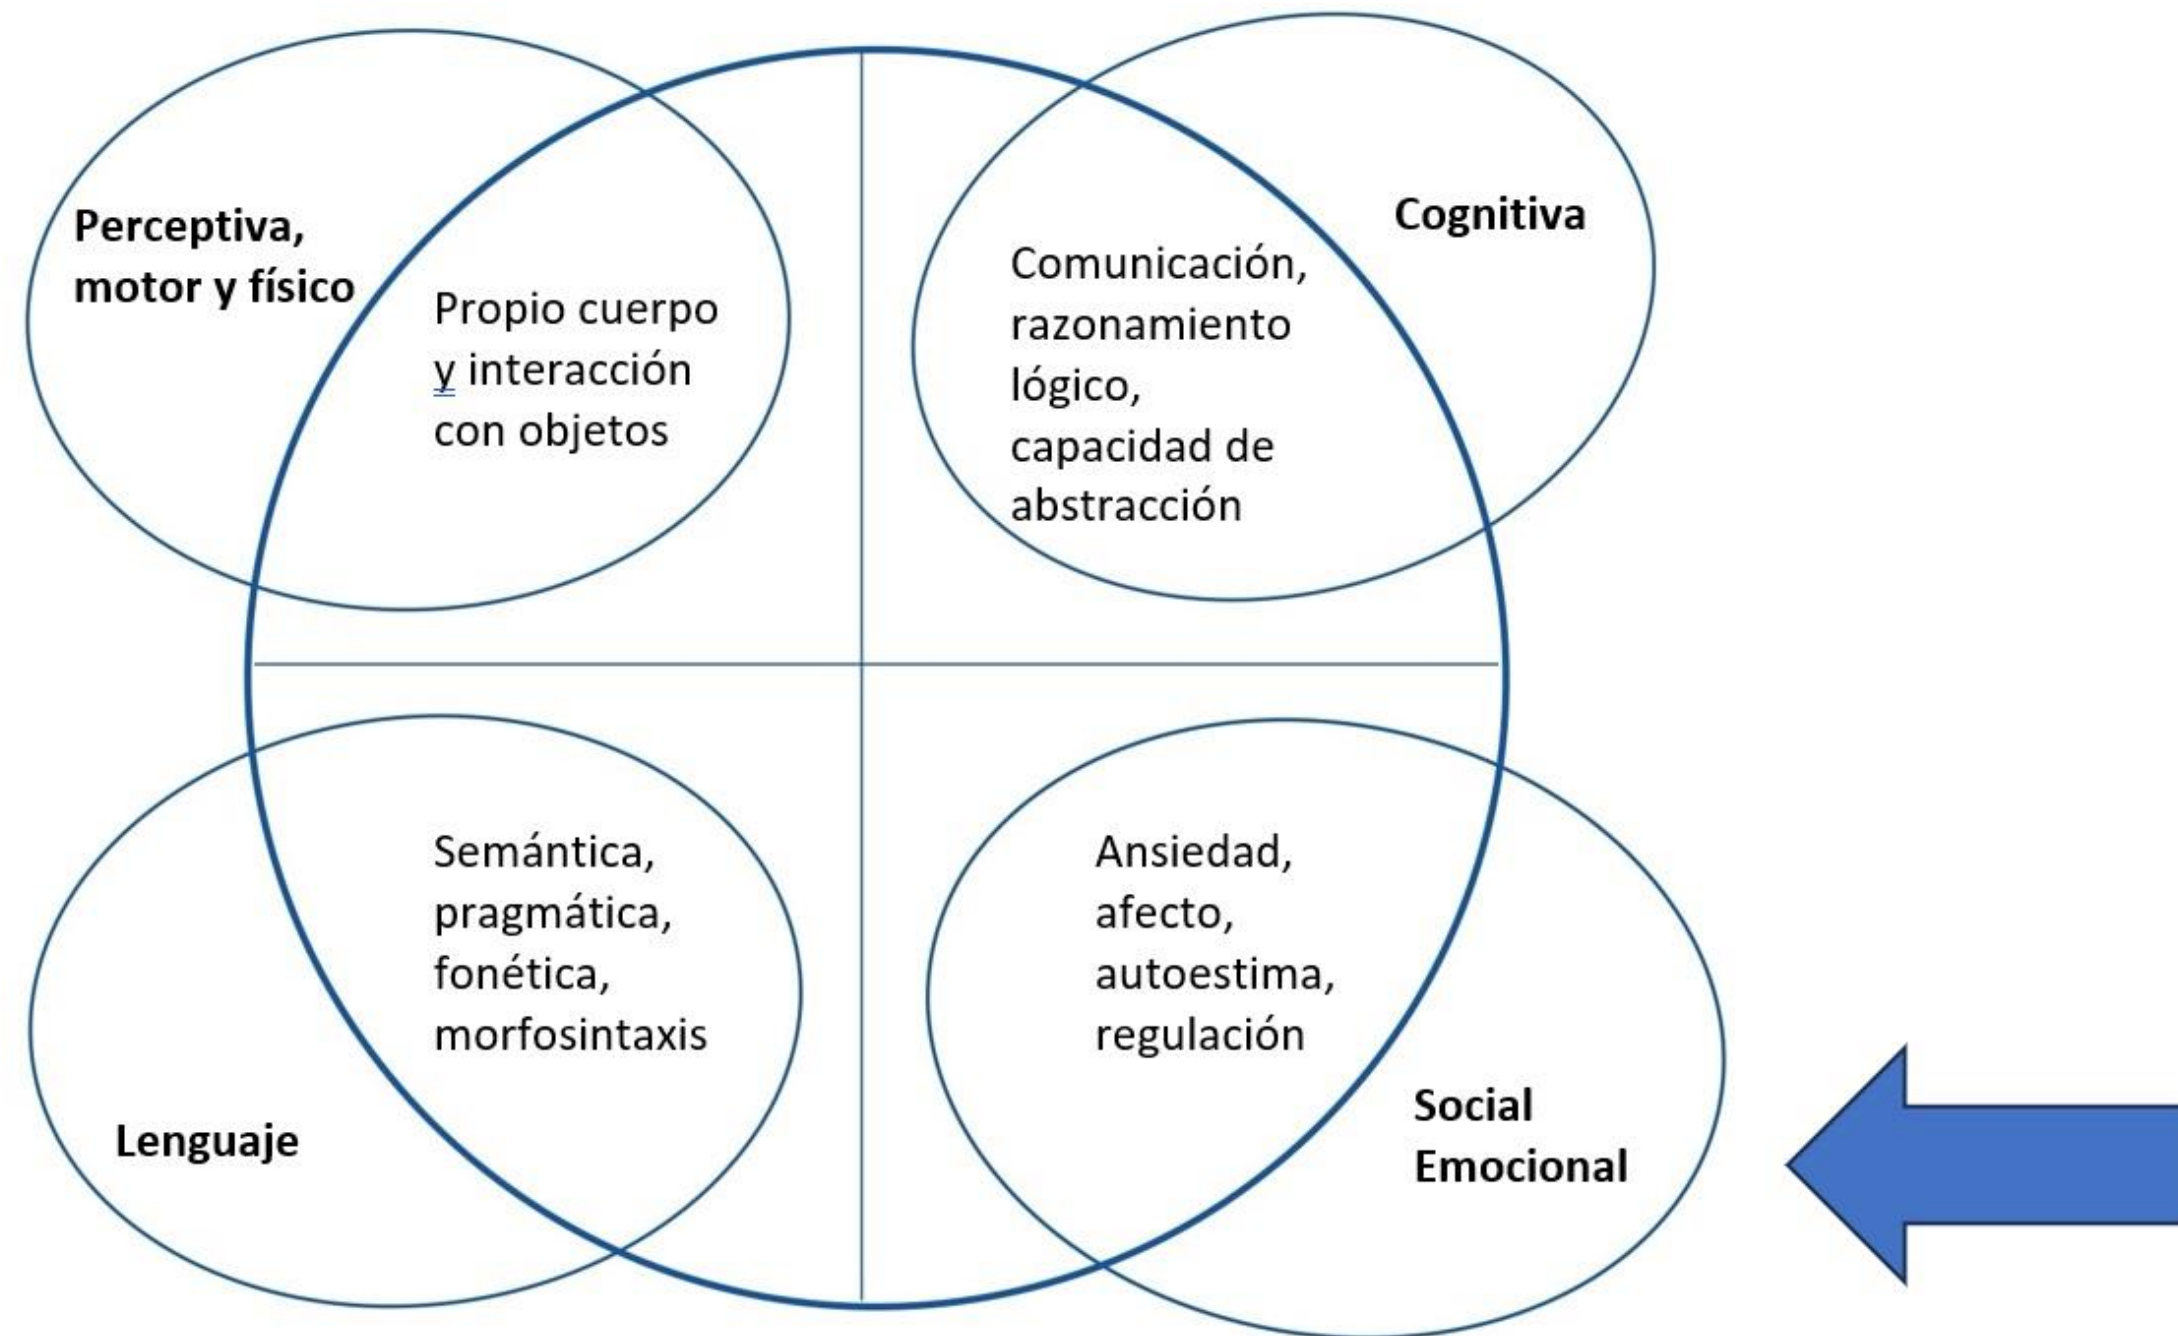 Perceptiva,
motor y físico
Propio cuerpo
y interacción
con objetos
Cognitiva
Comunicación,
razonamiento
lógico,
capacidad de
abstracción
Semántica,
pragmática,
fonética,
morfosintaxis
Lenguaje
Ansiedad,
afecto,
autoestima,
regulación
Social
Emocional